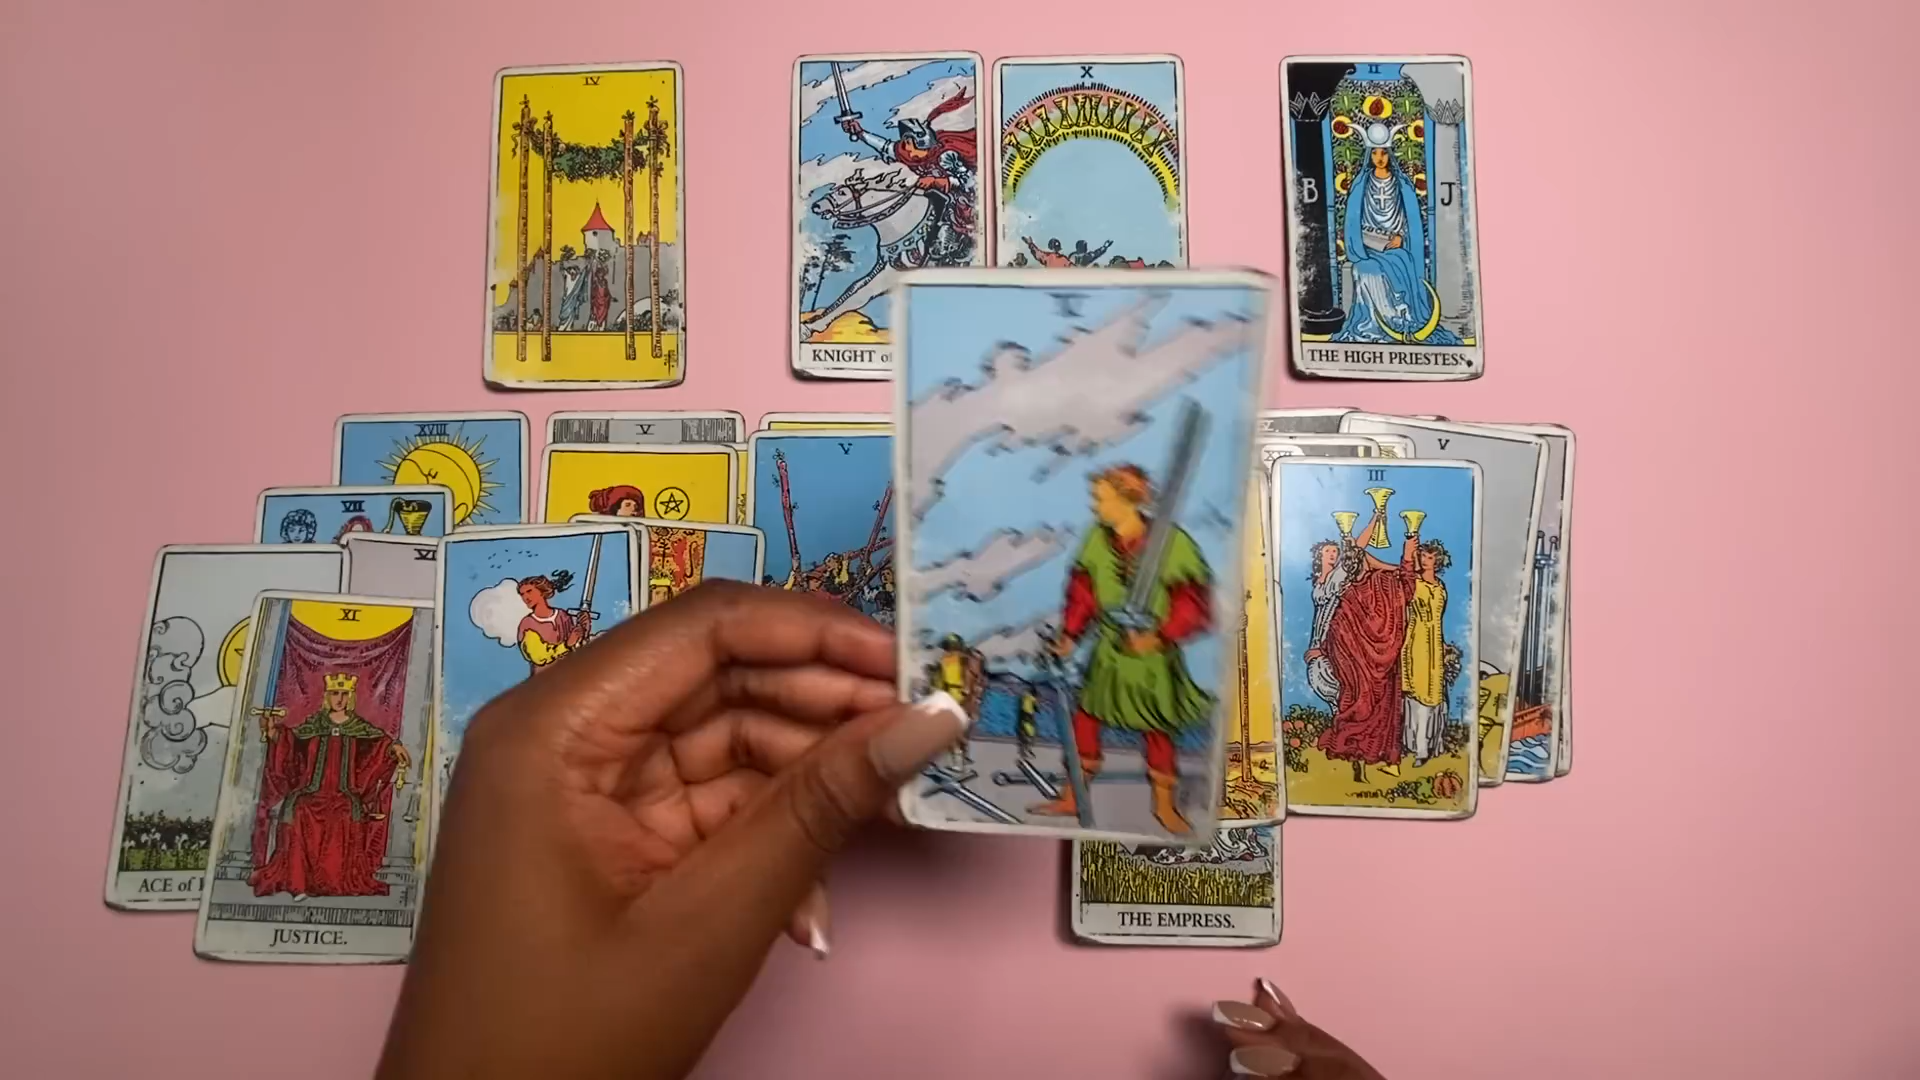 IV
X
II
B
J
KNIGHT of
THE HIGH PRIESTESS.
XVIII
V
V
V
III
VII
XI
ACE of
JUSTICE.
THE EMPRESS.